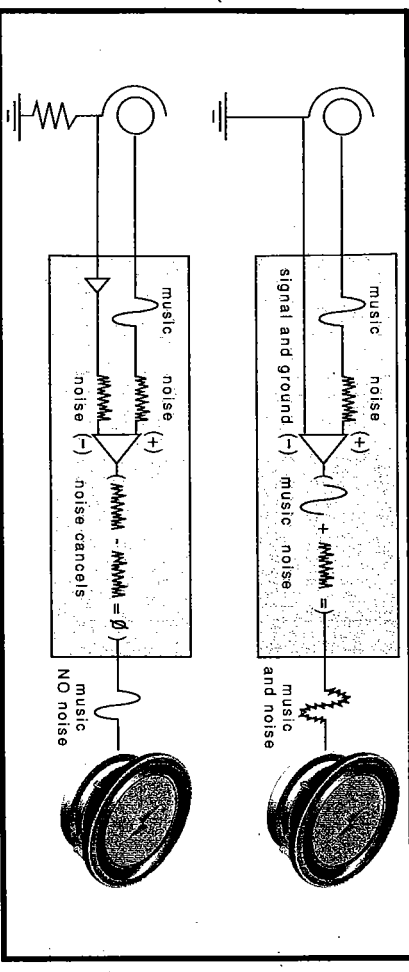 music
noise
(+)
signal and ground
(-)
( + =)
music noise
music
and noise
music
noise
(+)
noise
(-)
( - = Ø )
noise cancels
music
NO noise